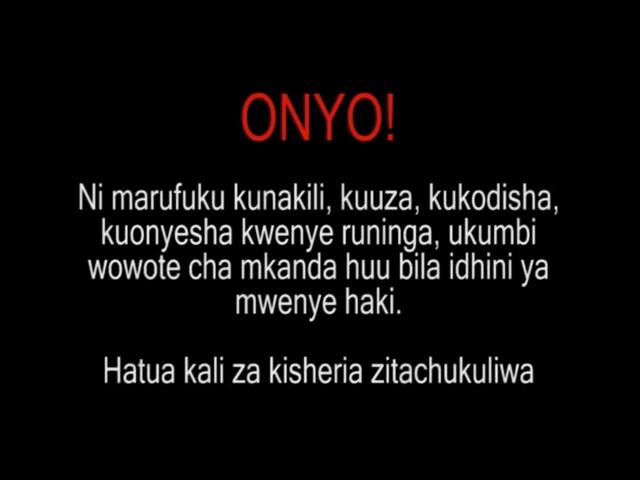 ONYO!
Ni marufuku kunakili, kuuza, kukodisha,
kuonyesha kwenye runinga, ukumbi
wowote cha mkanda huu bila idhini ya
mwenye haki.
Hatua kali za kisheria zitachukuliwa